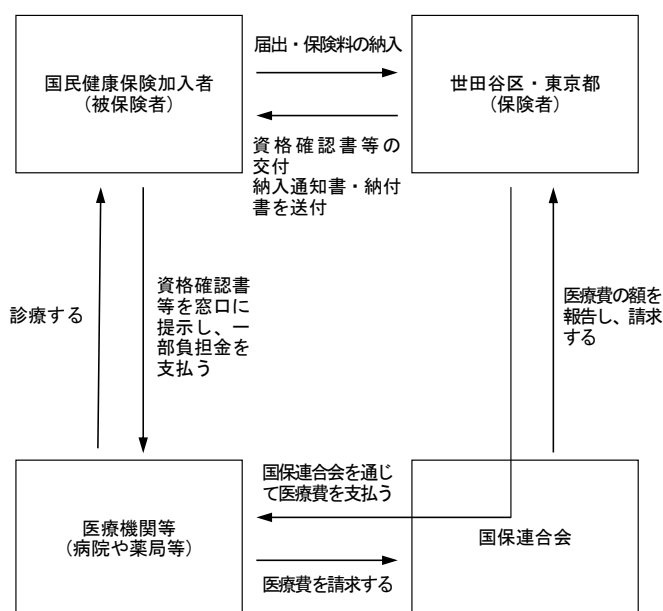 届出・保険料の納入
国民健康保険加入者
（被保険者）
世田谷区・東京都
（保険者）
資格確認書等の
交付
納入通知書・納付
書を送付
診療する
資格確認書
等を窓口に
提示し、一
部負担金を
支払う
医療費の額を
報告し、請求
する
国保連合会を通じ
て医療費を支払う
医療機関等
（病院や薬局等）
国保連合会
医療費を請求する